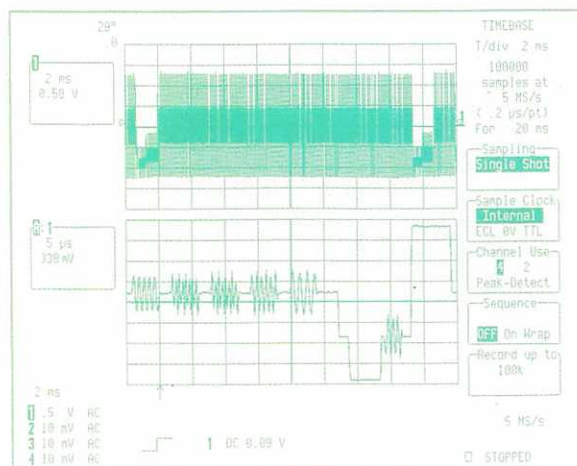 TIMEBASE
T/div 2 ms
100000
samples at
5 MS/s
( .2 µs/pt)
For 20 ms
1
2 ms
0.50 V
1
Sampling
Single Shot
Sample Clock
Internal
ECL 0V TTL
A:1
5 µs
Channel Use
4 2
Peak-Detect
Sequence
OFF On Wrap
Record up to
100k
2 ms
1 .5 V AC
2 10 mV AC
3 10 mV AC
4 10 mV AC
1 DC 0.09 V
5 MS/s
STOPPED